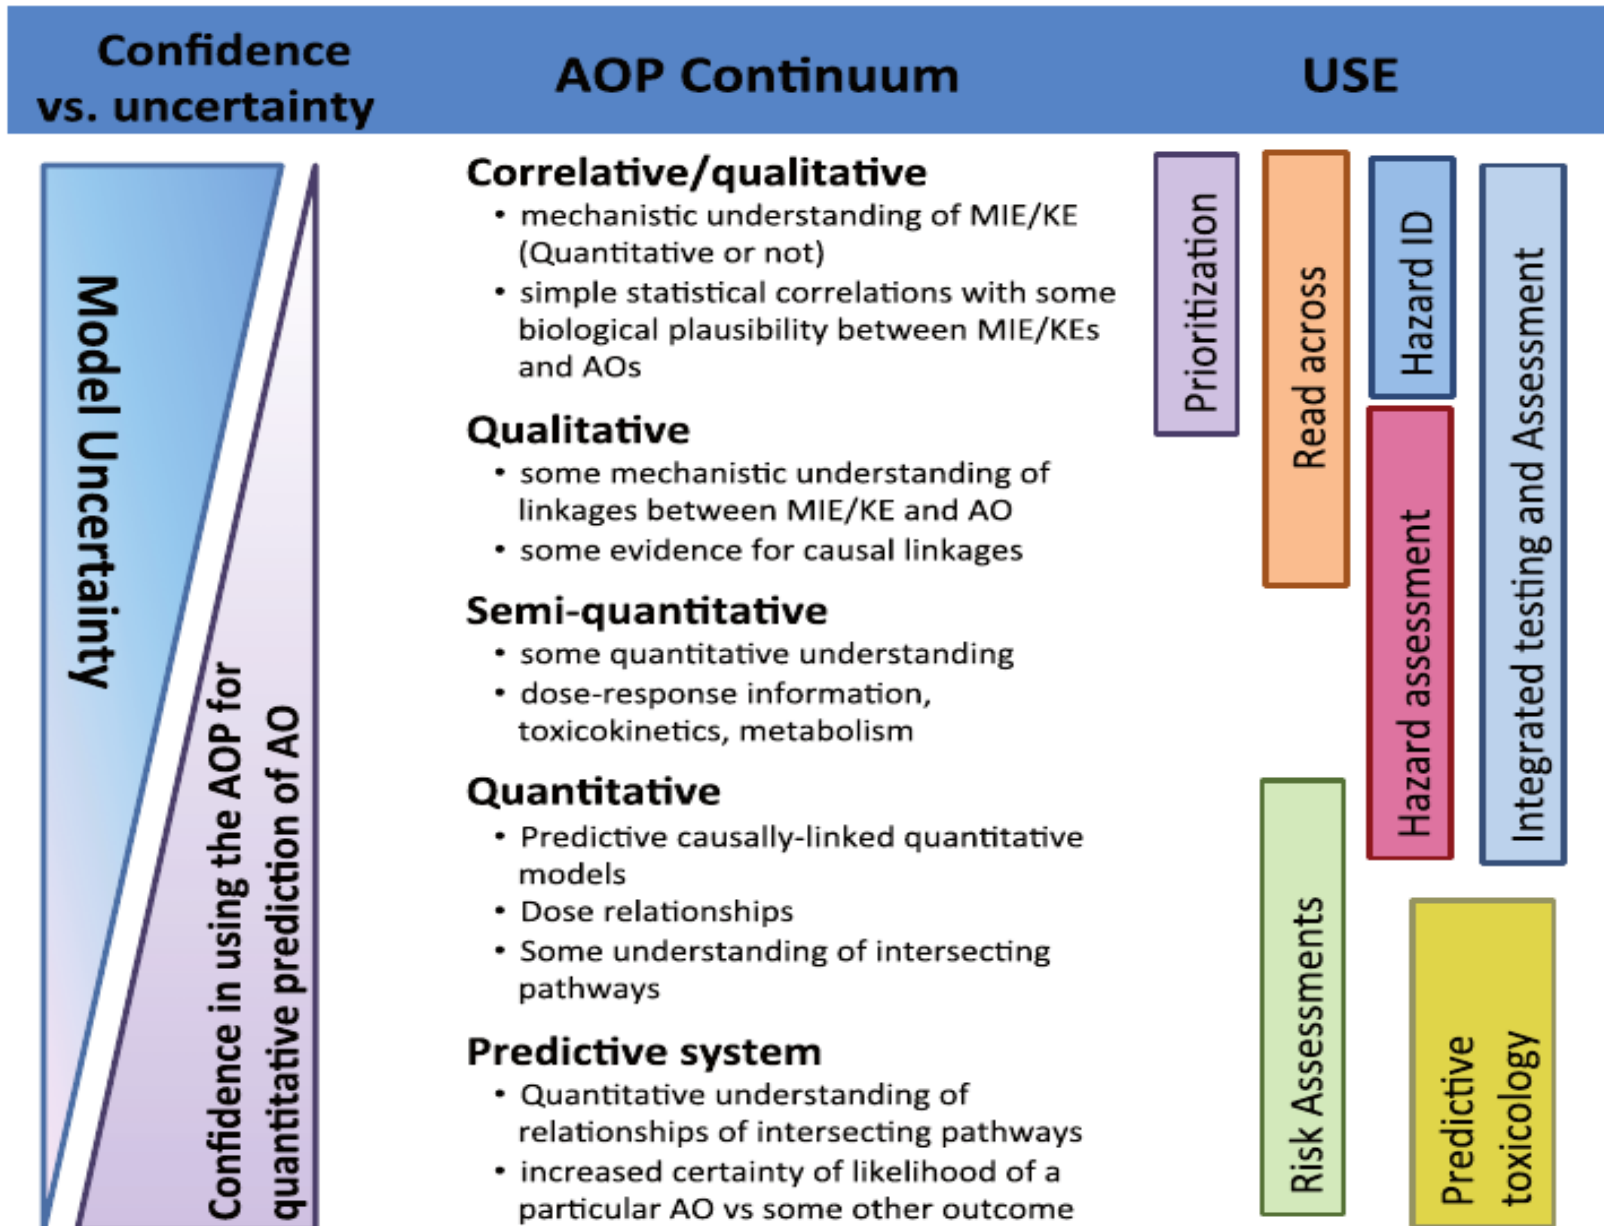 Confidence
vs. uncertainty
AOP Continuum
USE
Model Uncertainty
Confidence in using the AOP for
quantitative prediction of AO
Correlative/qualitative
• mechanistic understanding of MIE/KE
(Quantitative or not)
• simple statistical correlations with some
biological plausibility between MIE/KEs
and AOs
Qualitative
• some mechanistic understanding of
linkages between MIE/KE and AO
• some evidence for causal linkages
Semi-quantitative
• some quantitative understanding
• dose-response information,
toxicokinetics, metabolism
Quantitative
• Predictive causally-linked quantitative
models
• Dose relationships
• Some understanding of intersecting
pathways
Predictive system
• Quantitative understanding of
relationships of intersecting pathways
• increased certainty of likelihood of a
particular AO vs some other outcome
Prioritization
Read across
Hazard ID
Hazard assessment
Integrated testing and Assessment
Risk Assessments
Predictive
toxicology